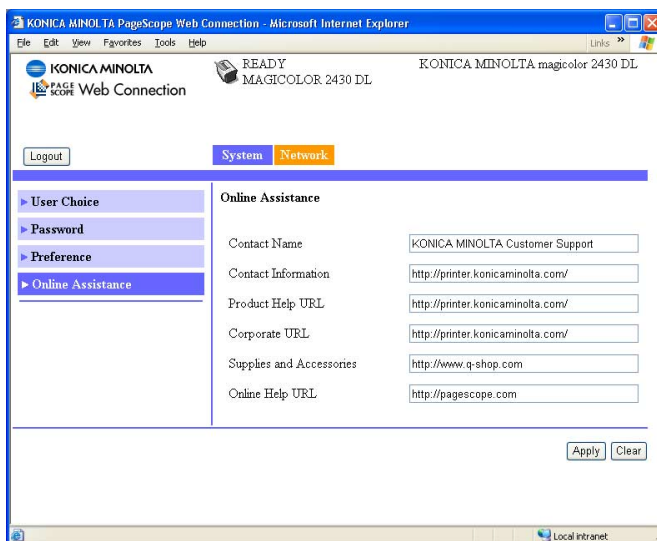 KONICA MINOLTA PageScope Web Connection - Microsoft Internet Explorer
File Edit View Favorites Tools Help
Links »
KONICA MINOLTA
PAGE SCOPE Web Connection
READY
MAGICOLOR 2430 DL
KONICA MINOLTA magicolor 2430 DL
Logout
System Network
User Choice
Password
Preference
Online Assistance
Online Assistance
Contact Name KONICA MINOLTA Customer Support
Contact Information http://printer.konicaminolta.com/
Product Help URL http://printer.konicaminolta.com/
Corporate URL http://printer.konicaminolta.com/
Supplies and Accessories http://www.q-shop.com
Online Help URL http://pagescope.com
Apply Clear
Local intranet